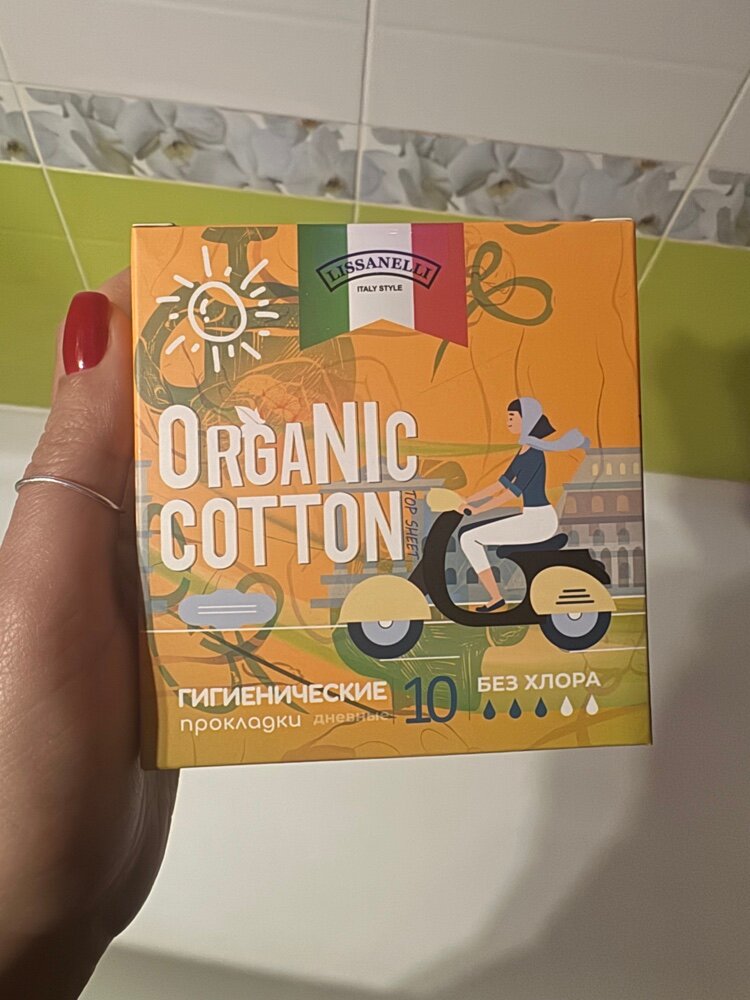 LISSANELLI
ITALY STYLE
ORGANIC
COTTON
TOP SHEET
ГИГИЕНИЧЕСКИЕ
прокладки дневные
10
БЕЗ ХЛОРА